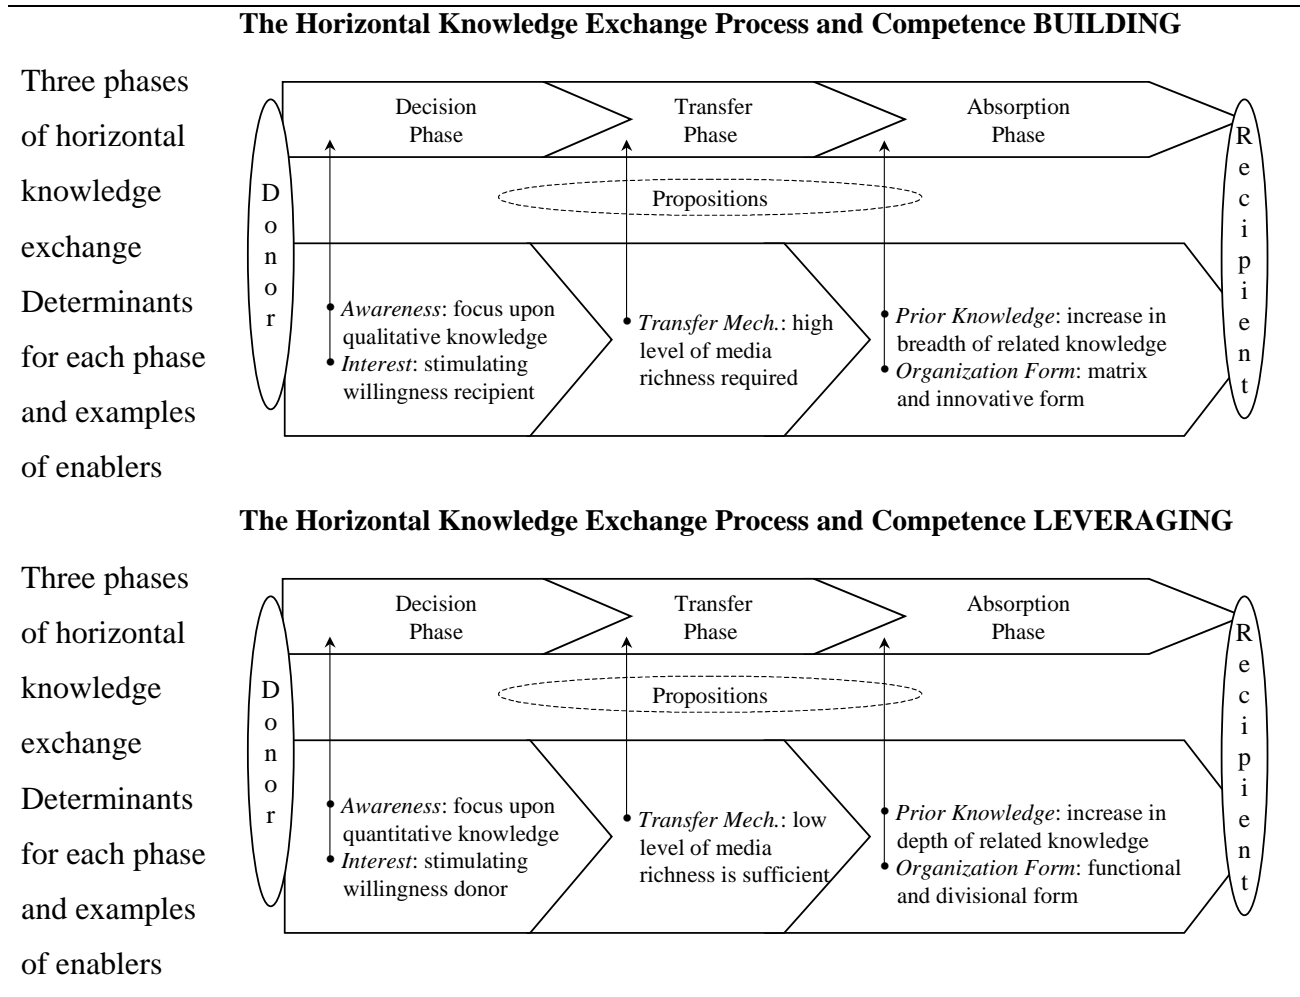 The Horizontal Knowledge Exchange Process and Competence BUILDING
Three phases
of horizontal
knowledge
exchange
Determinants
for each phase
and examples
of enablers
Donor
Decision
Phase
Transfer
Phase
Absorption
Phase
Propositions
Awareness: focus upon
qualitative knowledge
Interest: stimulating
willingness recipient
Transfer Mech.: high
level of media
richness required
Prior Knowledge: increase in
breadth of related knowledge
Organization Form: matrix
and innovative form
Recipient
The Horizontal Knowledge Exchange Process and Competence LEVERAGING
Three phases
of horizontal
knowledge
exchange
Determinants
for each phase
and examples
of enablers
Donor
Decision
Phase
Transfer
Phase
Absorption
Phase
Propositions
Awareness: focus upon
quantitative knowledge
Interest: stimulating
willingness donor
Transfer Mech.: low
level of media
richness is sufficient
Prior Knowledge: increase in
depth of related knowledge
Organization Form: functional
and divisional form
Recipient